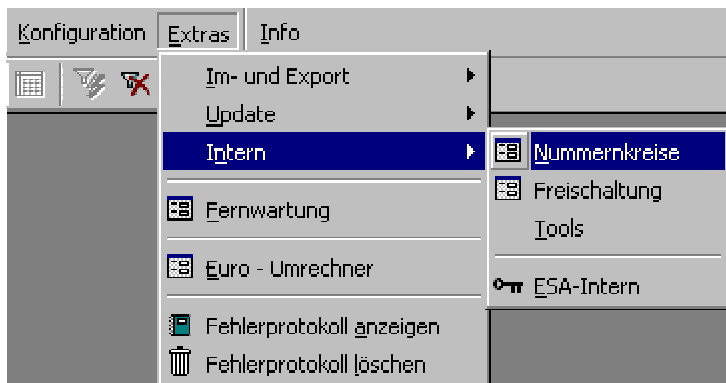 Konfiguration Extras Info
Im- und Export
Update
Intern
Nummernkreise
Freischaltung
Tools
ESA-Intern
Fernwartung
Euro - Umrechner
Fehlerprotokoll anzeigen
Fehlerprotokoll löschen